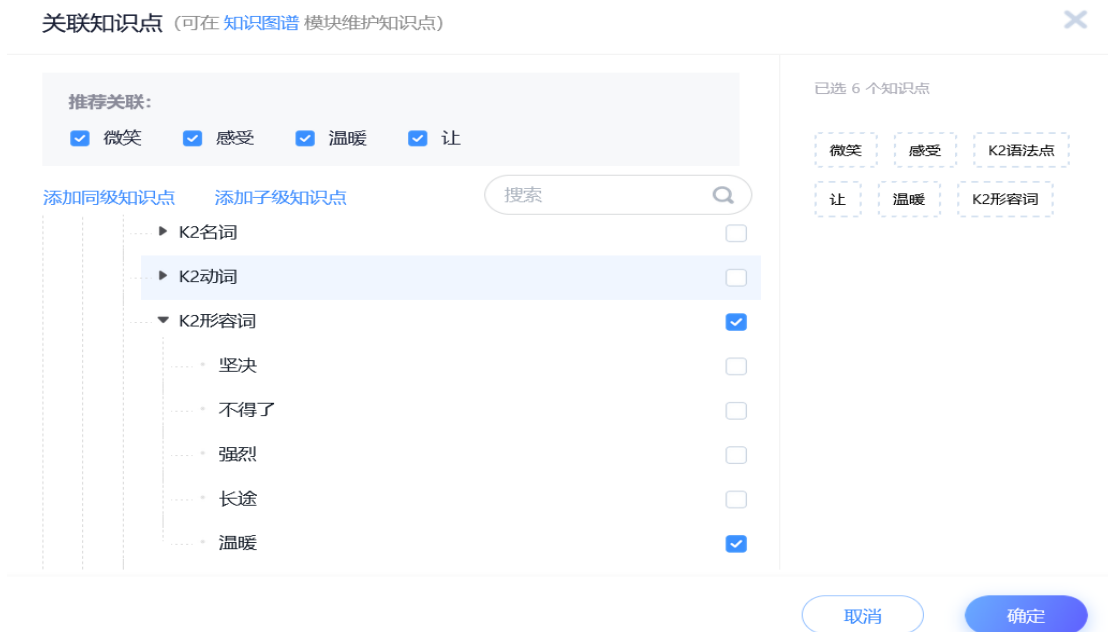 关联知识点 (可在 知识图谱 模块维护知识点)
推荐关联:
微笑 感受 温暖 让
添加同级知识点 添加子级知识点 搜索
K2名词
K2动词
K2形容词
坚决
不得了
强烈
长途
温暖
已选 6 个知识点
微笑 感受 K2语法点
让 温暖 K2形容词
取消 确定